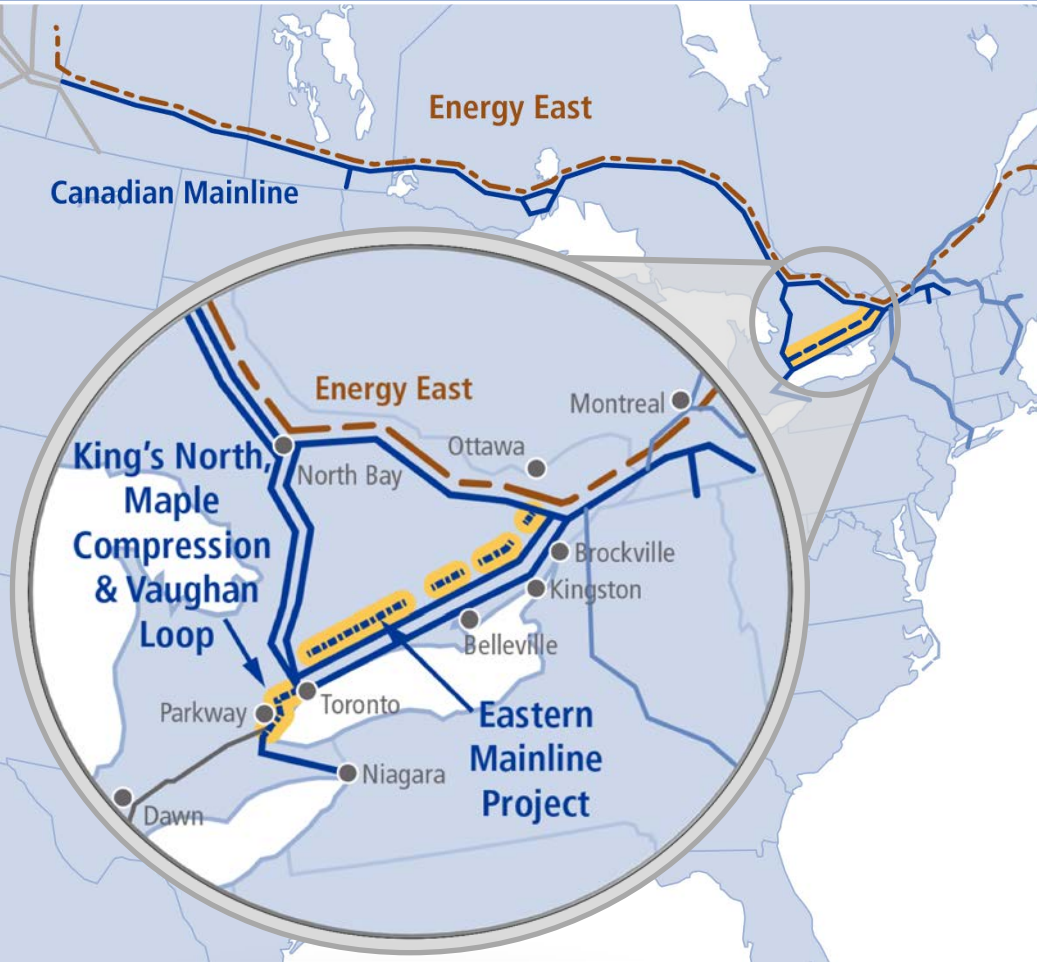 Energy East
Canadian Mainline
Energy East
Montreal
Ottawa
King's North,
Maple
Compression
& Vaughan
Loop
North Bay
Brockville
Kingston
Belleville
Toronto
Parkway
Eastern
Mainline
Project
Niagara
Dawn